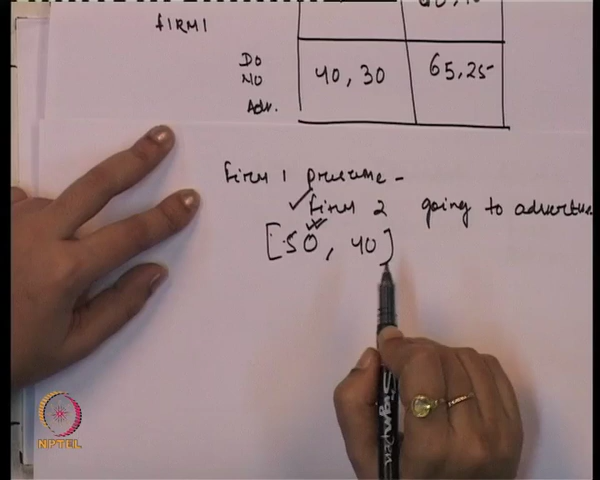 FIRM1
Do
No
Adv.
40, 30
65,25
Firm 1 presume -
✓ Firm 2 going to advertise
[50, 40]
Signpen
NPTEL